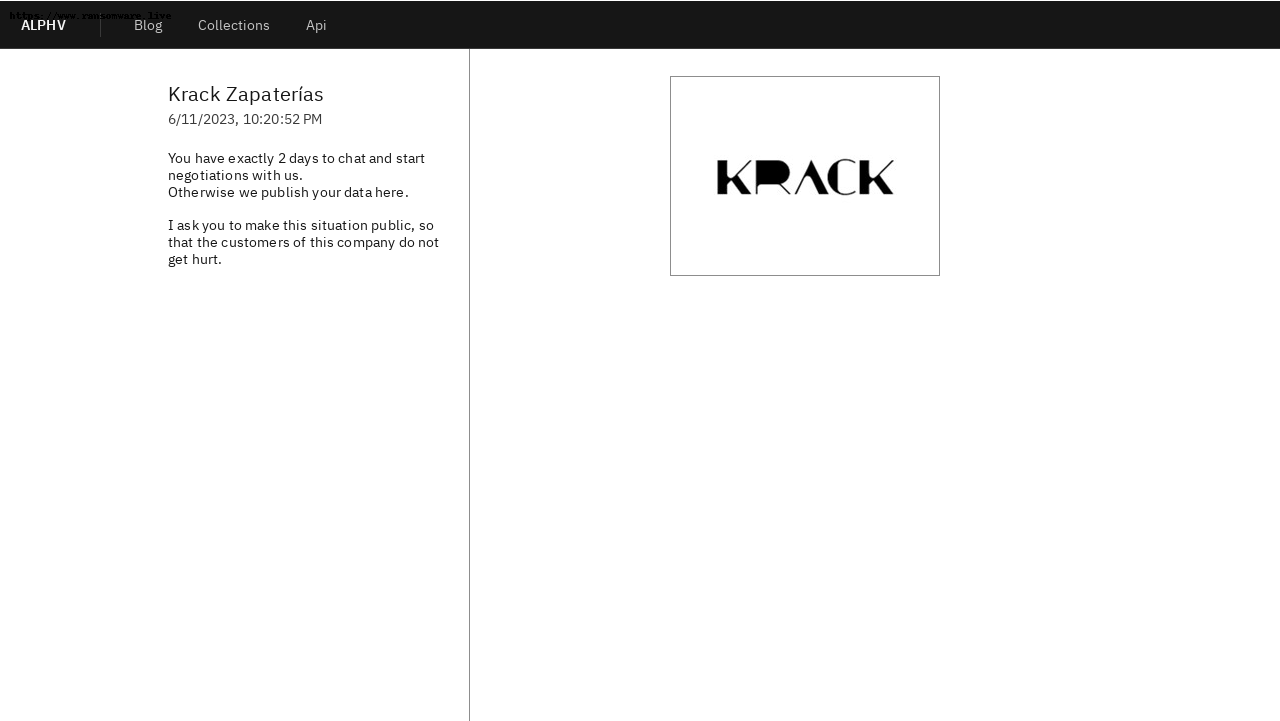 https://www.ransomware.live
ALPHV
Blog
Collections
Api
Krack Zapaterías
6/11/2023, 10:20:52 PM
You have exactly 2 days to chat and start
negotiations with us.
Otherwise we publish your data here.
I ask you to make this situation public, so
that the customers of this company do not
get hurt.
KRACK